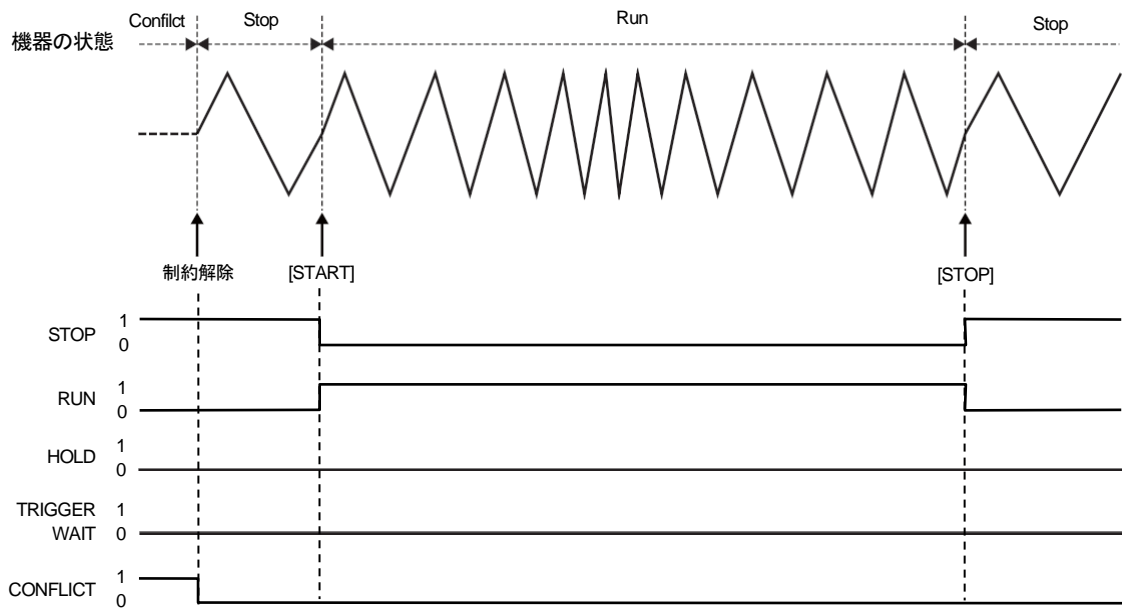 Confilct Stop Run Stop
機器の状態
制約解除 [START] [STOP]
STOP 1
0
RUN 1
0
HOLD 1
0
TRIGGER 1
WAIT 0
CONFLICT 1
0